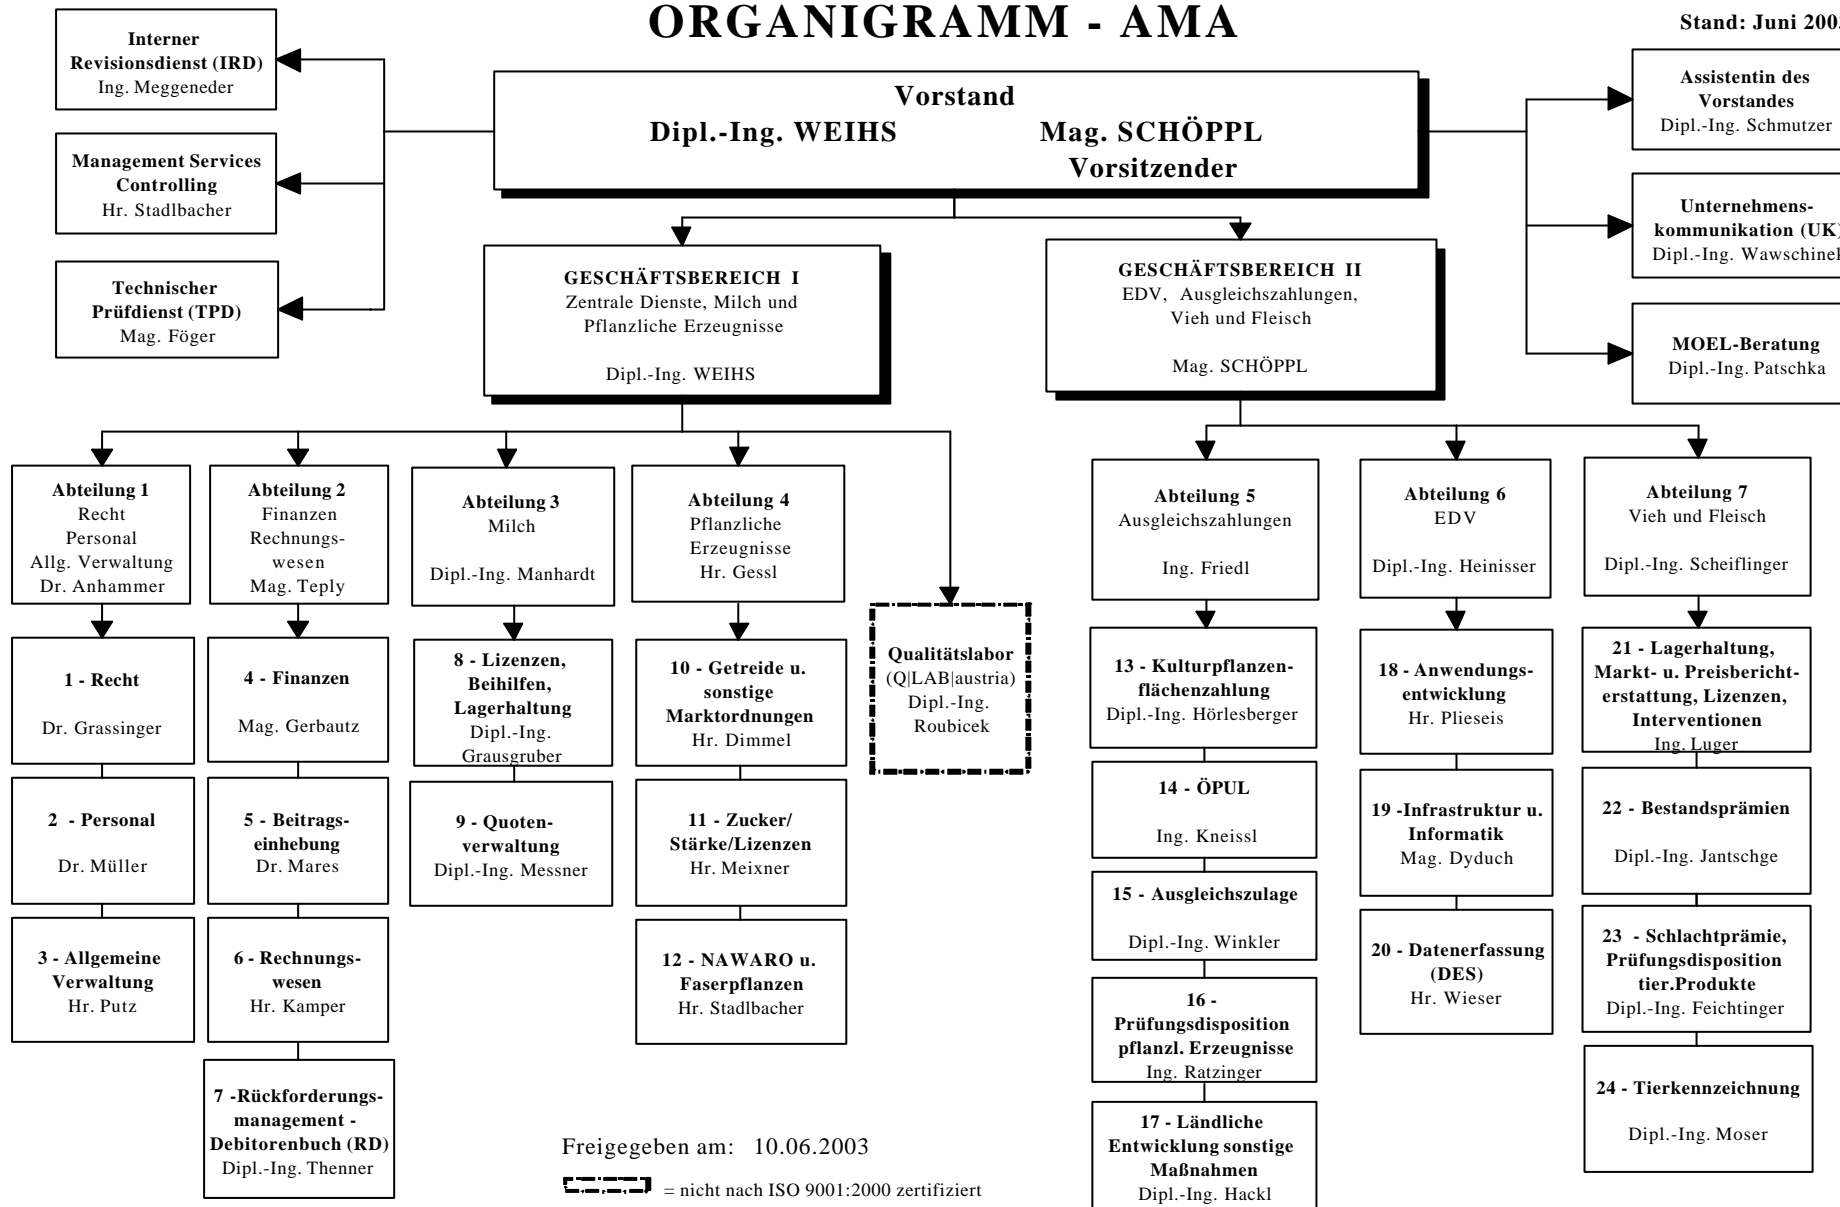 ORGANIGRAMM - AMA
Stand: Juni 2003
Interner
Revisionsdienst (IRD)
Ing. Meggeneder
Management Services
Controlling
Hr. Stadlbacher
Technischer
Prüfdienst (TPD)
Mag. Föger
Vorstand
Dipl.-Ing. WEIHS Mag. SCHÖPPL
Vorsitzender
Assistentin des
Vorstandes
Dipl.-Ing. Schmutzer
Unternehmens-
kommunikation (UK)
Dipl.-Ing. Wawschinek
MOEL-Beratung
Dipl.-Ing. Patschka
GESCHÄFTSBEREICH I
Zentrale Dienste, Milch und
Pflanzliche Erzeugnisse
Dipl.-Ing. WEIHS
GESCHÄFTSBEREICH II
EDV, Ausgleichszahlungen,
Vieh und Fleisch
Mag. SCHÖPPL
Abteilung 1
Recht
Personal
Allg. Verwaltung
Dr. Anhammer
Abteilung 2
Finanzen
Rechnungs-
wesen
Mag. Teply
Abteilung 3
Milch
Dipl.-Ing. Manhardt
Abteilung 4
Pflanzliche
Erzeugnisse
Hr. Gessl
Abteilung 5
Ausgleichszahlungen
Ing. Friedl
Abteilung 6
EDV
Dipl.-Ing. Heinisser
Abteilung 7
Vieh und Fleisch
Dipl.-Ing. Scheiflinger
1 - Recht
Dr. Grassinger
2 - Personal
Dr. Müller
3 - Allgemeine
Verwaltung
Hr. Putz
4 - Finanzen
Mag. Gerbautz
5 - Beitrags-
einhebung
Dr. Mares
6 - Rechnungs-
wesen
Hr. Kamper
7 -Rückforderungs-
management -
Debitorenbuch (RD)
Dipl.-Ing. Thenner
8 - Lizenzen,
Beihilfen,
Lagerhaltung
Dipl.-Ing.
Grausgruber
9 - Quoten-
verwaltung
Dipl.-Ing. Messner
10 - Getreide u.
sonstige
Marktordnungen
Hr. Dimmel
11 - Zucker/
Stärke/Lizenzen
Hr. Meixner
12 - NAWARO u.
Faserpflanzen
Hr. Stadlbacher
Qualitätslabor
(Q|LAB|austria)
Dipl.-Ing.
Roubicek
13 - Kulturpflanzen-
flächenzahlung
Dipl.-Ing. Hörlesberger
14 - ÖPUL
Ing. Kneissl
15 - Ausgleichszulage
Dipl.-Ing. Winkler
16 -
Prüfungsdisposition
pflanzl. Erzeugnisse
Ing. Ratzinger
17 - Ländliche
Entwicklung sonstige
Maßnahmen
Dipl.-Ing. Hackl
18 - Anwendungs-
entwicklung
Hr. Plieseis
19 -Infrastruktur u.
Informatik
Mag. Dyduch
20 - Datenerfassung
(DES)
Hr. Wieser
21 - Lagerhaltung,
Markt- u. Preisbericht-
erstattung, Lizenzen,
Interventionen
Ing. Luger
22 - Bestandsprämien
Dipl.-Ing. Jantschge
23 - Schlachtprämie,
Prüfungsdisposition
tier.Produkte
Dipl.-Ing. Feichtinger
24 - Tierkennzeichnung
Dipl.-Ing. Moser
Freigegeben am: 10.06.2003
= nicht nach ISO 9001:2000 zertifiziert